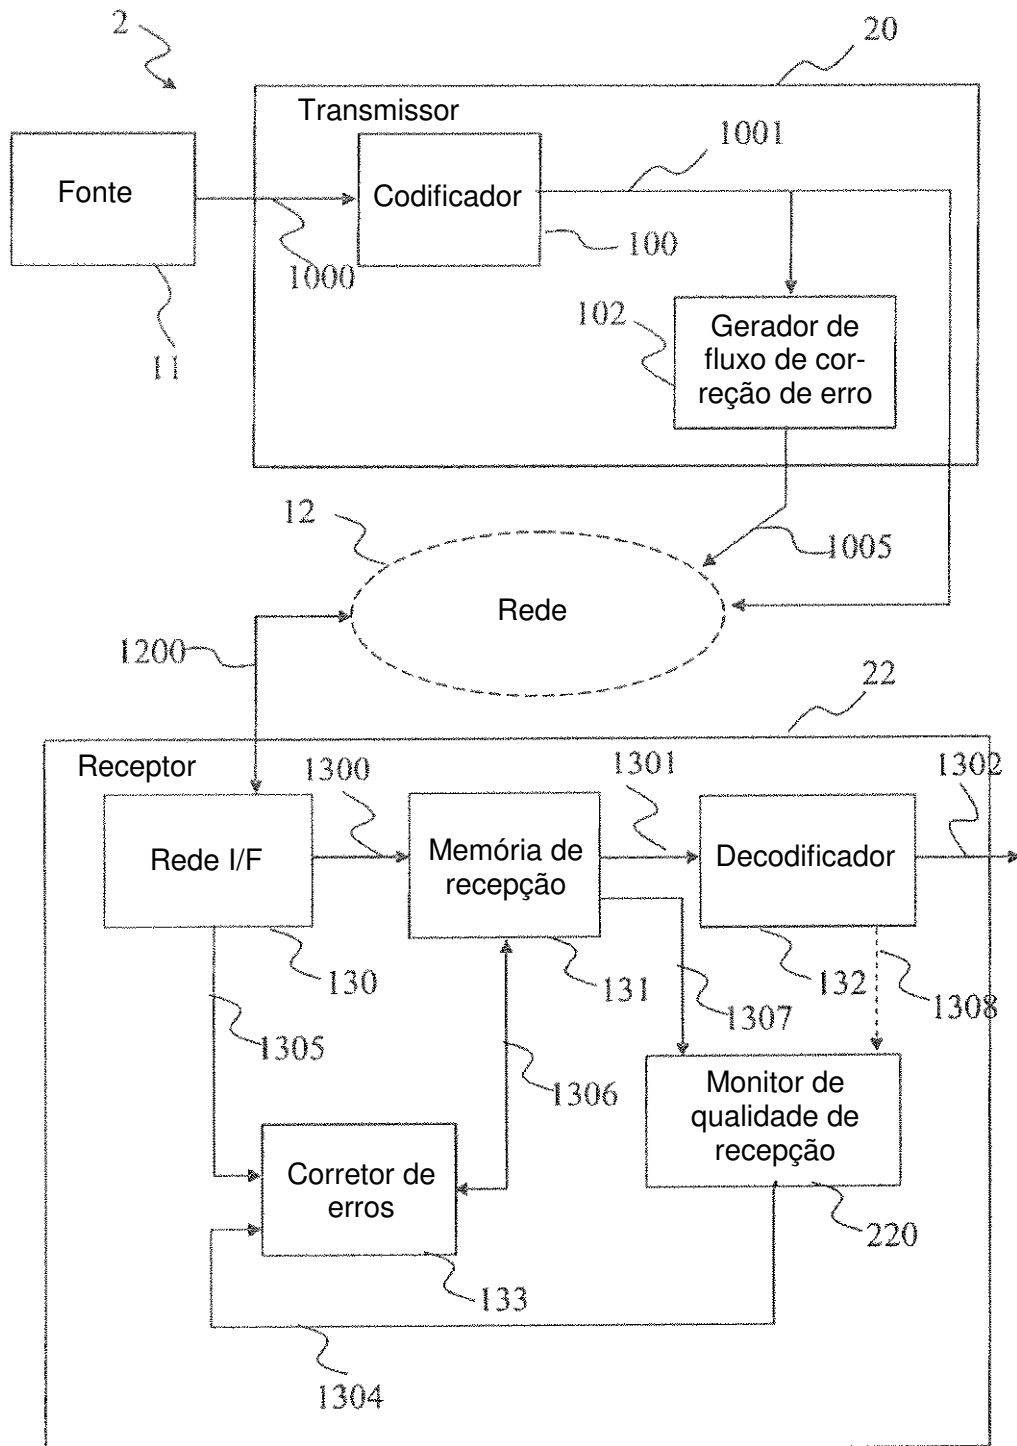 2
20
Transmissor
1001
Fonte
Codificador
100
1000
11
102
Gerador de
fluxo de cor-
reção de erro
12
1005
Rede
1200
22
Receptor
1300
1301
1302
Rede I/F
Memória de
recepção
Decodificador
130
131
132
1307
1308
1305
1306
Monitor de
qualidade de
recepção
Corretor de
erros
220
133
1304